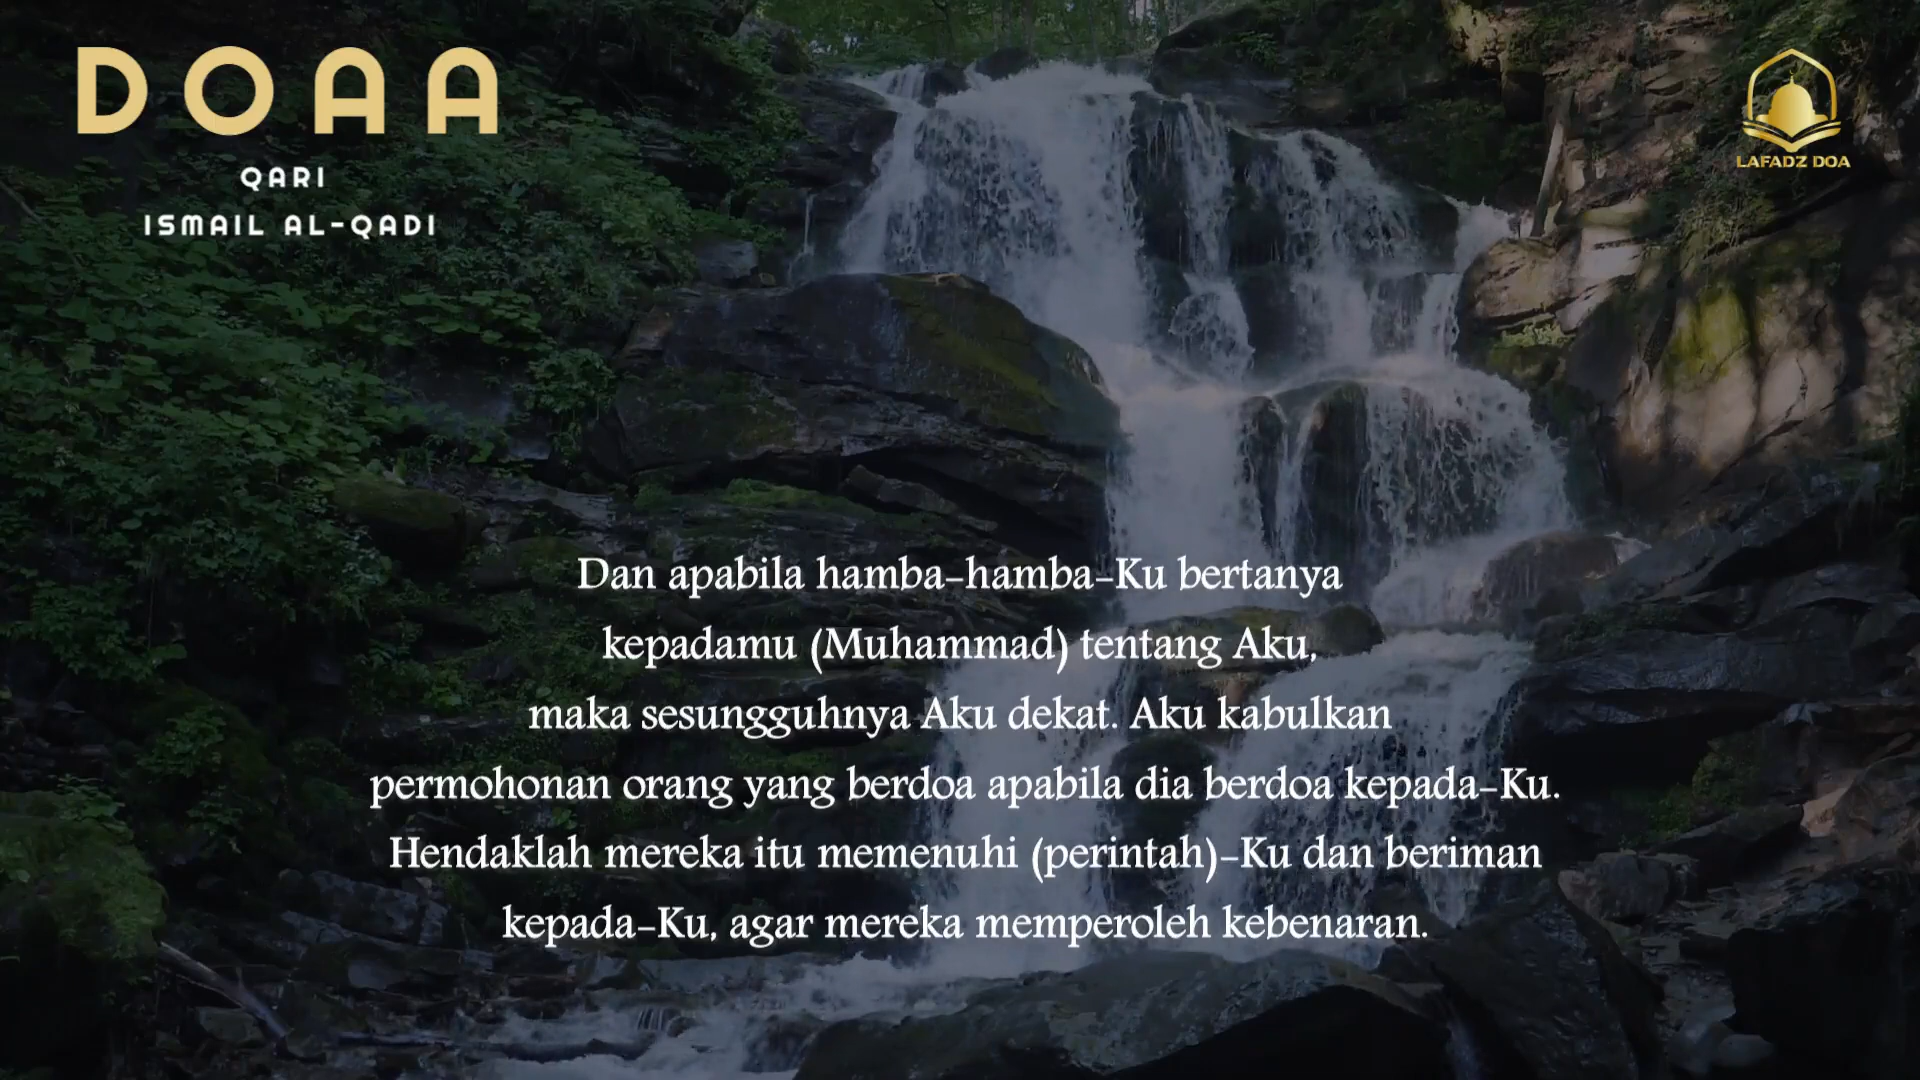 DOAA
QARI
ISMAIL AL-QADI
LAFADZ DOA
Dan apabila hamba-hamba-Ku bertanya
kepadamu (Muhammad) tentang Aku,
maka sesungguhnya Aku dekat. Aku kabulkan
permohonan orang yang berdoa apabila dia berdoa kepada-Ku.
Hendaklah mereka itu memenuhi (perintah)-Ku dan beriman
kepada-Ku, agar mereka memperoleh kebenaran.